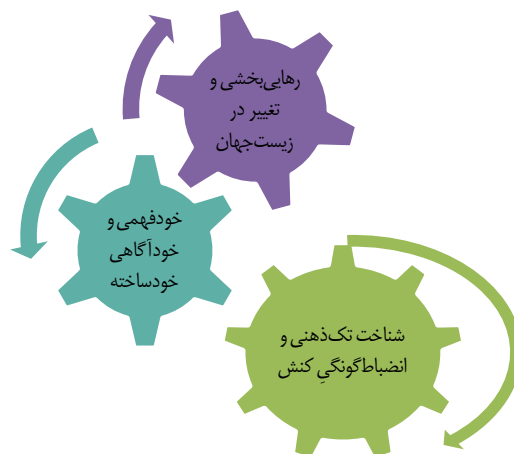 رهایی‌بخشی و
تغییر در
زیست‌جهان
خودفهمی و
خودآگاهی
خودساخته
شناخت تک‌ذهنی و
انضباط‌گونگیِ کنش